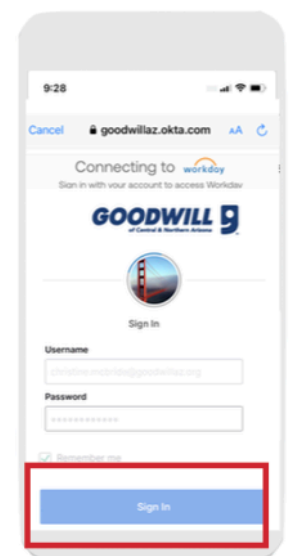 9:28
Cancel goodwillaz.okta.com AA
Connecting to workday
Sign in with your account to access Workday
GOODWILL g
of Central & Northern Arizona
Sign In
Username
christine.mcbride@goodwillaz.org
Password
Remember me
Sign In